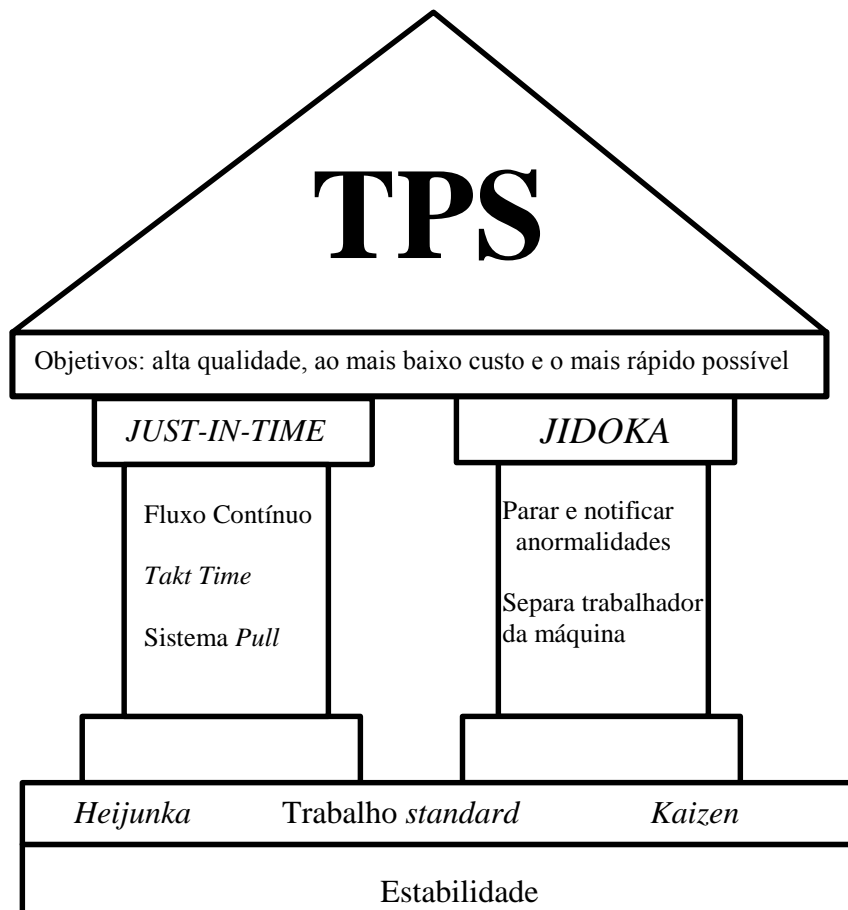 TPS
Objetivos: alta qualidade, ao mais baixo custo e o mais rápido possível
JUST-IN-TIME
Fluxo Contínuo
Takt Time
Sistema Pull
JIDOKA
Parar e notificar
anormalidades
Separa trabalhador
da máquina
Heijunka Trabalho standard Kaizen
Estabilidade